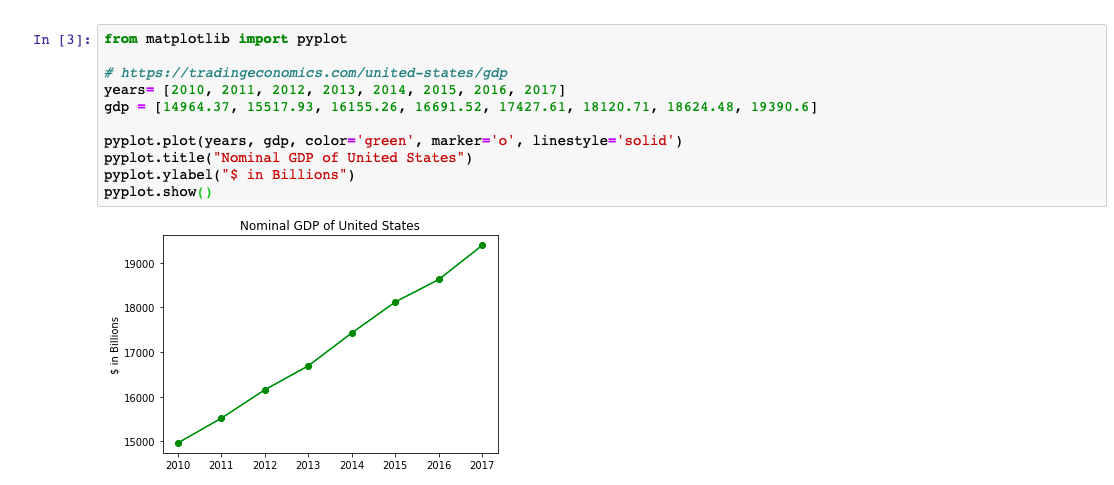 In [3]:
from matplotlib import pyplot
# https://tradingeconomics.com/united-states/gdp
years= [2010, 2011, 2012, 2013, 2014, 2015, 2016, 2017]
gdp = [14964.37, 15517.93, 16155.26, 16691.52, 17427.61, 18120.71, 18624.48, 19390.6]
pyplot.plot(years, gdp, color='green', marker='o', linestyle='solid')
pyplot.title("Nominal GDP of United States")
pyplot.ylabel("$ in Billions")
pyplot.show()
Nominal GDP of United States
$ in Billions
19000
18000
17000
16000
15000
2010 2011 2012 2013 2014 2015 2016 2017